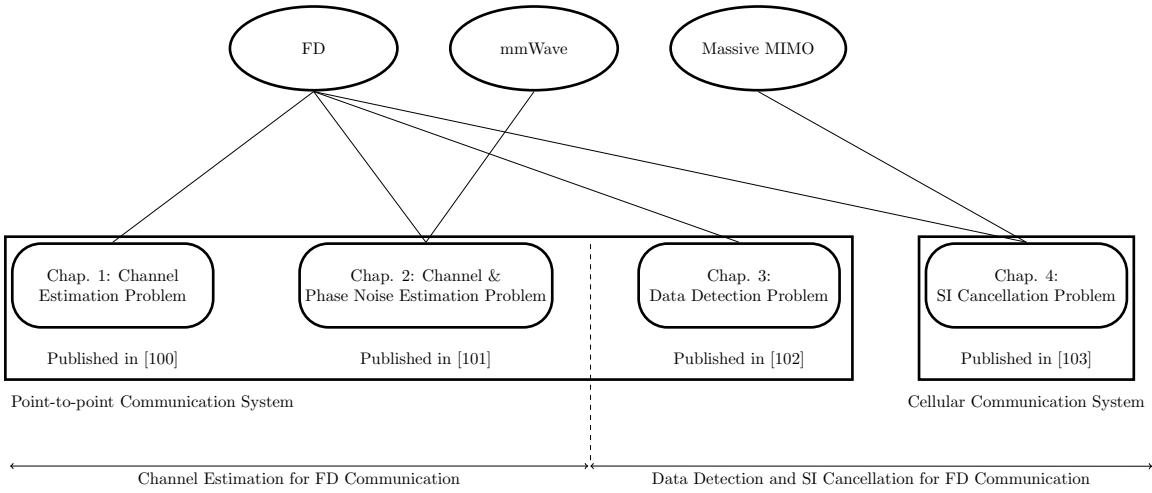 FD
mmWave
Massive MIMO
Chap. 1: Channel
Estimation Problem
Chap. 2: Channel &
Phase Noise Estimation Problem
Chap. 3:
Data Detection Problem
Chap. 4:
SI Cancellation Problem
Published in [100]
Published in [101]
Published in [102]
Published in [103]
Point-to-point Communication System
Cellular Communication System
Channel Estimation for FD Communication
Data Detection and SI Cancellation for FD Communication